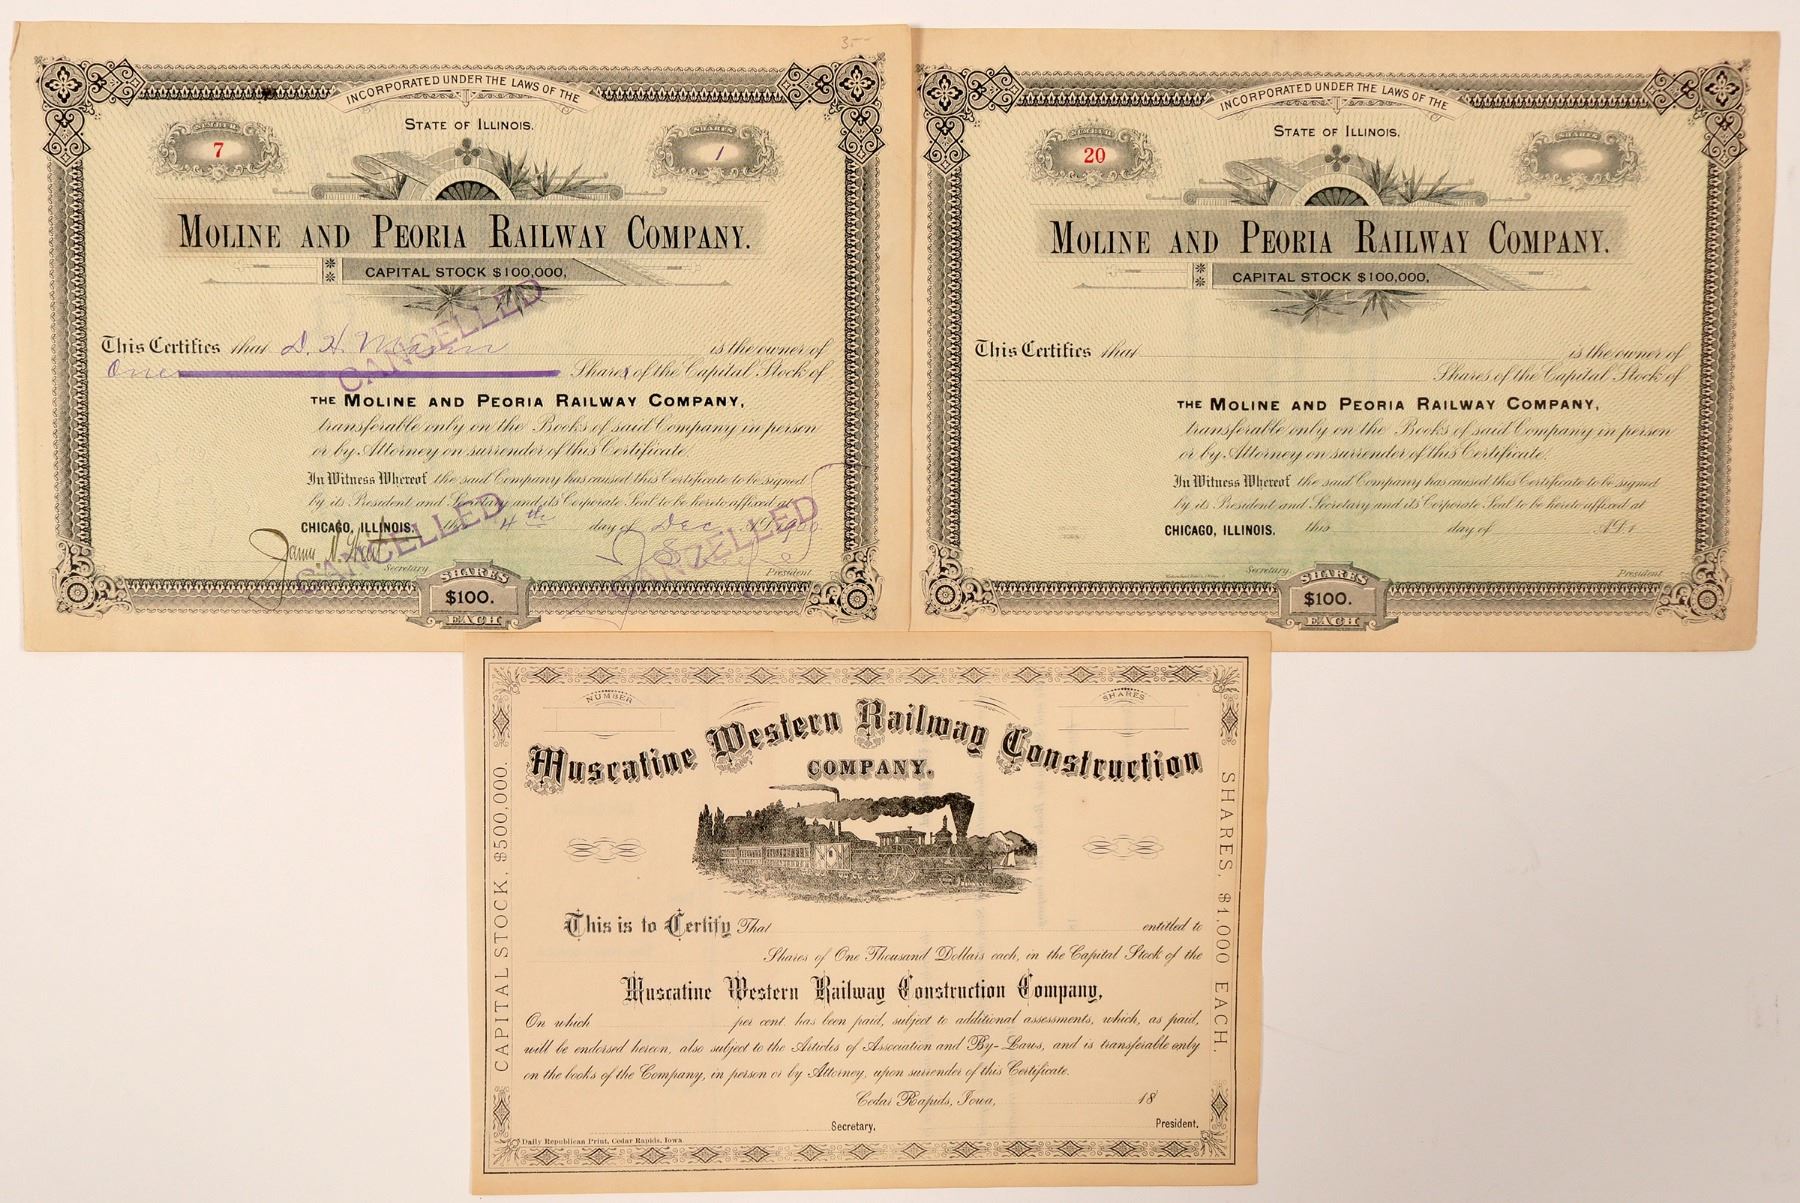 3.—
INCORPORATED UNDER THE LAWS OF THE
STATE OF ILLINOIS.
NUMBER
7
SHARES
1
MOLINE AND PEORIA RAILWAY COMPANY.
CAPITAL STOCK $100,000,
This Certifies that D. H. is the owner of
One Shares of the Capital Stock of
THE MOLINE AND PEORIA RAILWAY COMPANY,
transferable only on the Books of said Company in person
or by Attorney on surrender of this Certificate.
In Witness Whereof the said Company has caused this Certificate to be signed
by its President and Secretary and its Corporate Seal to be hereto affixed at
CHICAGO, ILLINOIS. this 4th day of Dec A.D. 1900
Secretary. President.
CANCELLED
CANCELLED
CANCELLED
SHARES
$100.
EACH
INCORPORATED UNDER THE LAWS OF THE
STATE OF ILLINOIS.
NUMBER
20
SHARES
MOLINE AND PEORIA RAILWAY COMPANY.
CAPITAL STOCK $100,000,
This Certifies that is the owner of
Shares of the Capital Stock of
THE MOLINE AND PEORIA RAILWAY COMPANY,
transferable only on the Books of said Company in person
or by Attorney on surrender of this Certificate.
In Witness Whereof the said Company has caused this Certificate to be signed
by its President and Secretary and its Corporate Seal to be hereto affixed at
CHICAGO, ILLINOIS. this day of A.D. 1
Secretary. President
SHARES
$100.
EACH
NUMBER
SHARES
Muscatine Western Railway Construction
COMPANY.
CAPITAL STOCK, $500,000.
SHARES, $1,000 EACH.
This is to Certify That entitled to
Shares of One Thousand Dollars each, in the Capital Stock of the
Muscatine Western Railway Construction Company,
On which per cent. has been paid, subject to additional assessments, which, as paid,
will be endorsed hereon, also subject to the Articles of Association and By-Laws, and is transferable only
on the books of the Company, in person or by Attorney, upon surrender of this Certificate.
Cedar Rapids, Iowa, 18
Secretary. President.
Daily Republican Print, Cedar Rapids, Iowa